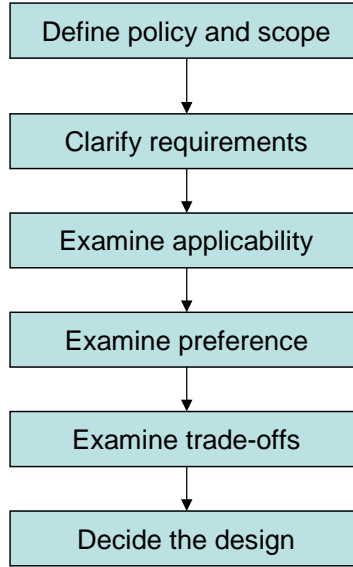 Define policy and scope
Clarify requirements
Examine applicability
Examine preference
Examine trade-offs
Decide the design